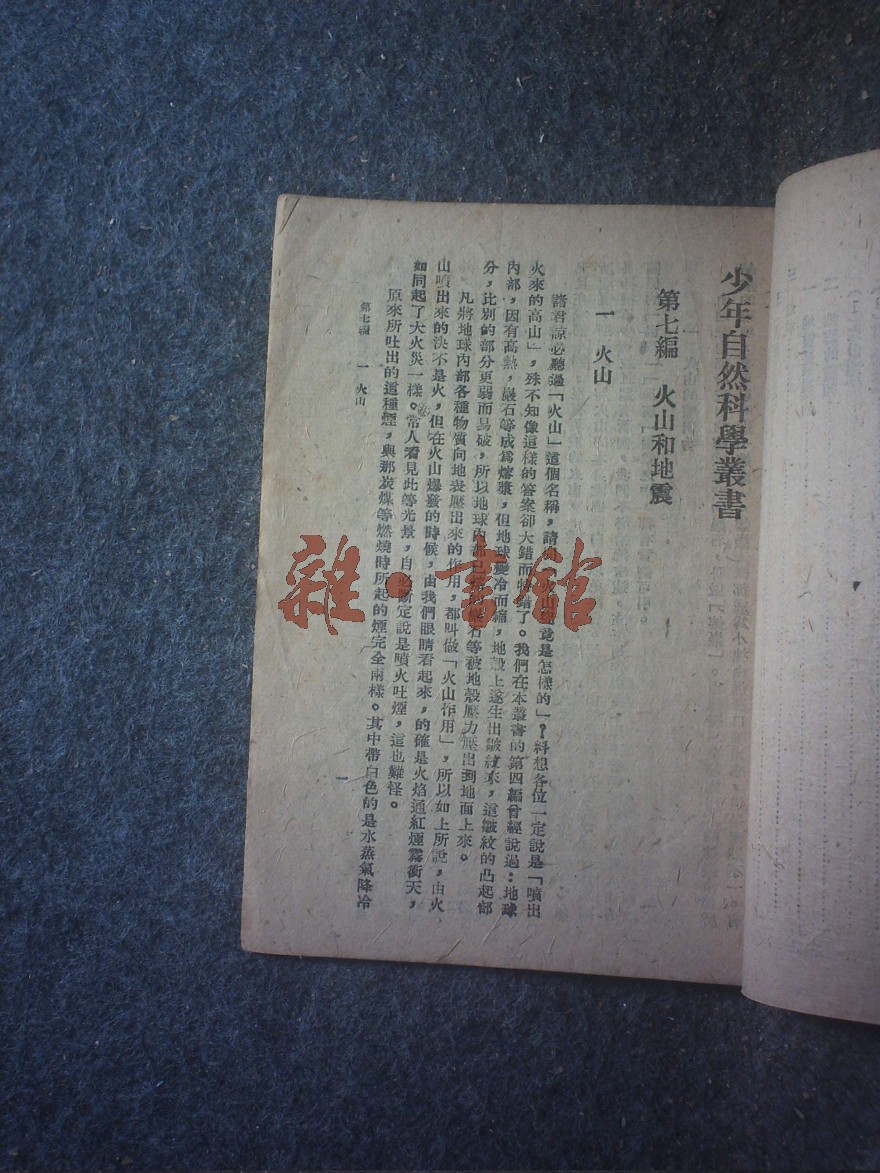 少年自然科學叢書
第七編 火山和地震
一 火山
諸君諒必聽過「火山」這個名稱，請問「火山究竟是怎樣的」？料想各位一定說是「噴出
火來的高山」，殊不知像這樣的答案卻大錯而特錯了。我們在本叢書的第四編曾經說過：地球
內部，因有高熱，巖石等成爲熔漿，但地球變冷而縮，地殼上遂生出皺紋來，這皺紋的凸起部
分，比別的部分更弱而易破，所以地球內部已熔的巖石等被地殼壓力壓出到地面上來。
凡將地球內部各種物質向地表壓出來的作用，都叫做「火山作用」，所以如上所說，由火
山噴出來的決不是火，但在火山爆發的時候，由我們眼睛看起來，的確是火焰通紅煙霧衝天，
如同起了大火災一樣。常人看見此等光景，自必斷定說是噴火吐煙，這也難怪。
原來所吐出的這種煙，與那炭煤等燃燒時所起的煙完全兩樣。其中帶白色的是水蒸氣降冷
第七編 一 火山
一
雜·書館